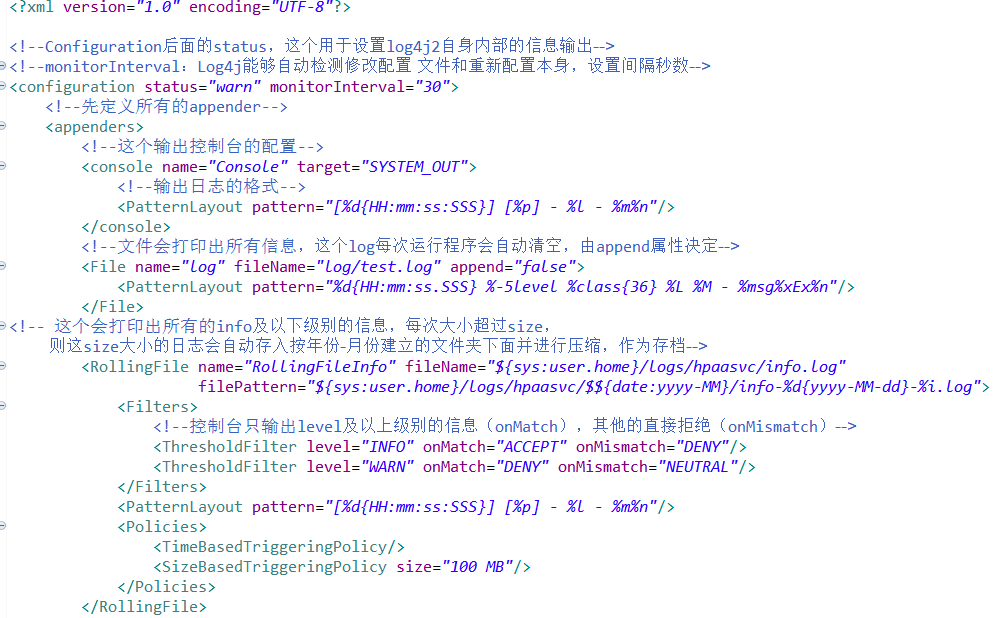 <?xml version="1.0" encoding="UTF-8"?>
<!--Configuration后面的status，这个用于设置log4j2自身内部的信息输出-->
<!--monitorInterval：Log4j能够自动检测修改配置 文件和重新配置本身，设置间隔秒数-->
<configuration status="warn" monitorInterval="30">
<!--先定义所有的appender-->
<appenders>
<!--这个输出控制台的配置-->
<console name="Console" target="SYSTEM_OUT">
<!--输出日志的格式-->
<PatternLayout pattern="[%d{HH:mm:ss:SSS}] [%p] - %l - %m%n"/>
</console>
<!--文件会打印出所有信息，这个log每次运行程序会自动清空，由append属性决定-->
<File name="log" fileName="log/test.log" append="false">
<PatternLayout pattern="%d{HH:mm:ss.SSS} %-5level %class{36} %L %M - %msg%xEx%n"/>
</File>
<!-- 这个会打印出所有的info及以下级别的信息，每次大小超过size，
则这size大小的日志会自动存入按年份-月份建立的文件夹下面并进行压缩，作为存档-->
<RollingFile name="RollingFileInfo" fileName="${sys:user.home}/logs/hpaasvc/info.log"
filePattern="${sys:user.home}/logs/hpaasvc/$${date:yyyy-MM}/info-%d{yyyy-MM-dd}-%i.log">
<Filters>
<!--控制台只输出level及以上级别的信息（onMatch），其他的直接拒绝（onMismatch）-->
<ThresholdFilter level="INFO" onMatch="ACCEPT" onMismatch="DENY"/>
<ThresholdFilter level="WARN" onMatch="DENY" onMismatch="NEUTRAL"/>
</Filters>
<PatternLayout pattern="[%d{HH:mm:ss:SSS}] [%p] - %l - %m%n"/>
<Policies>
<TimeBasedTriggeringPolicy/>
<SizeBasedTriggeringPolicy size="100 MB"/>
</Policies>
</RollingFile>